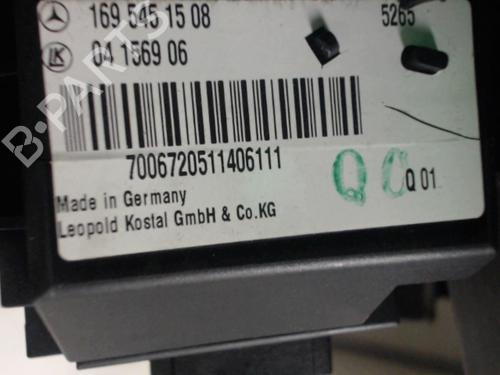 169 545 15 08 5265
04 1569 06
7006720511406111
Q Q 01
Made in Germany
Leopold Kostal GmbH & Co.KG
B-PARTS